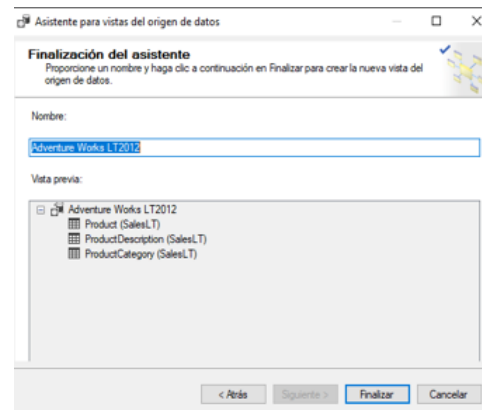 Asistente para vistas del origen de datos
Finalización del asistente
Proporcione un nombre y haga clic a continuación en Finalizar para crear la nueva vista del
origen de datos.
Nombre:
Adventure Works LT2012
Vista previa:
Adventure Works LT2012
Product (SalesLT)
ProductDescription (SalesLT)
ProductCategory (SalesLT)
< Atrás Siguiente > Finalizar Cancelar